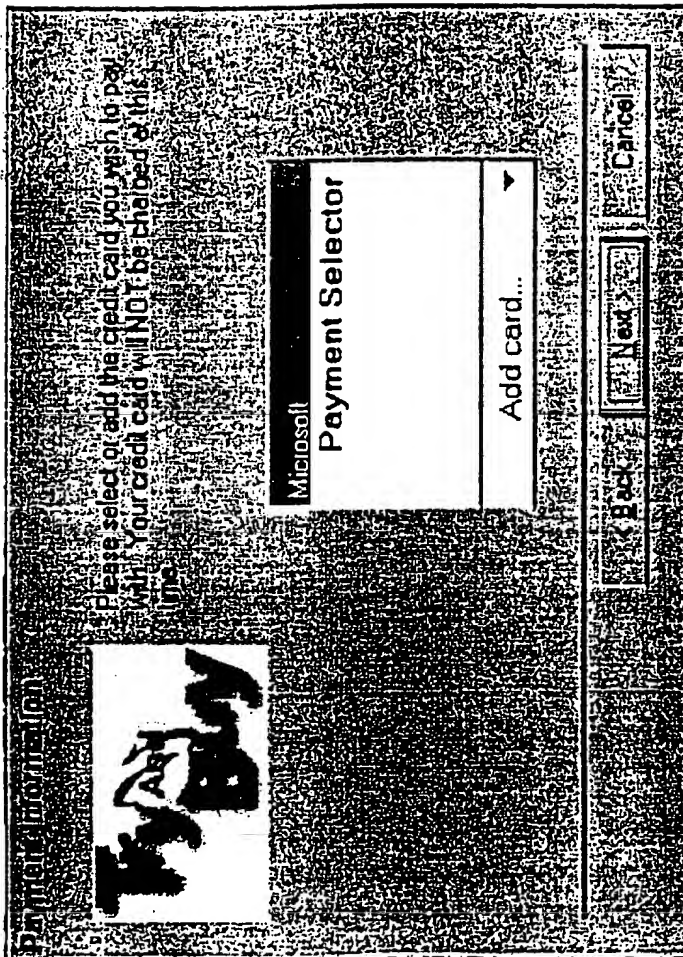 Payment Information
Please select or add the credit card you wish to pay
with. Your credit card will NOT be charged at this
time.
Microsoft
Payment Selector
Add card...
< Back
Next >
Cancel